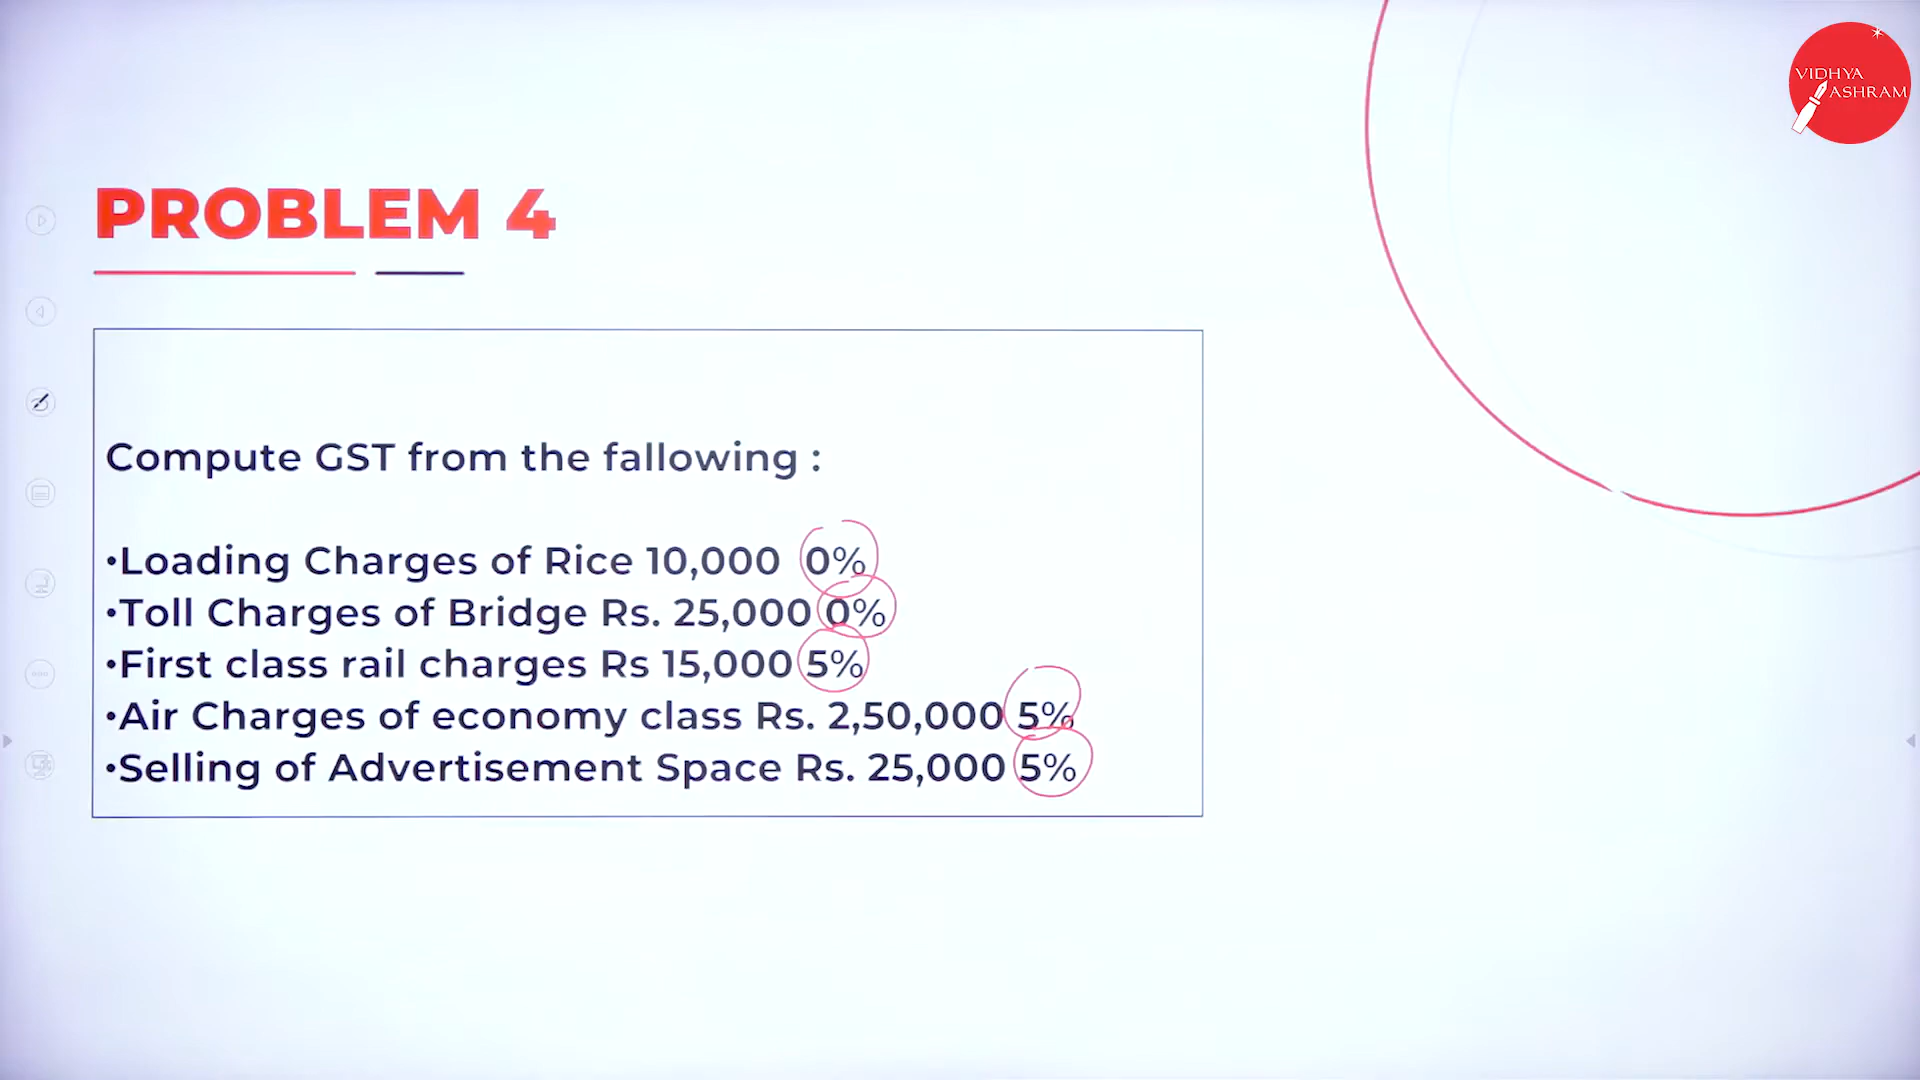 VIDHYA
ASHRAM
PROBLEM 4
Compute GST from the fallowing :
•Loading Charges of Rice 10,000 0%
•Toll Charges of Bridge Rs. 25,000 0%
•First class rail charges Rs 15,000 5%
•Air Charges of economy class Rs. 2,50,000 5%
•Selling of Advertisement Space Rs. 25,000 5%